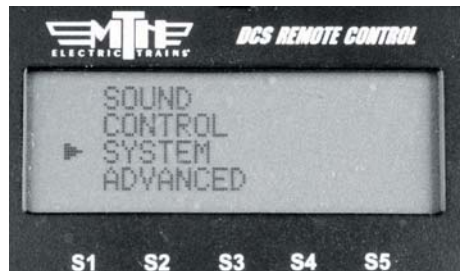 MTH DCS REMOTE CONTROL
ELECTRIC TRAINS
SOUND
CONTROL
SYSTEM
ADVANCED
S1 S2 S3 S4 S5